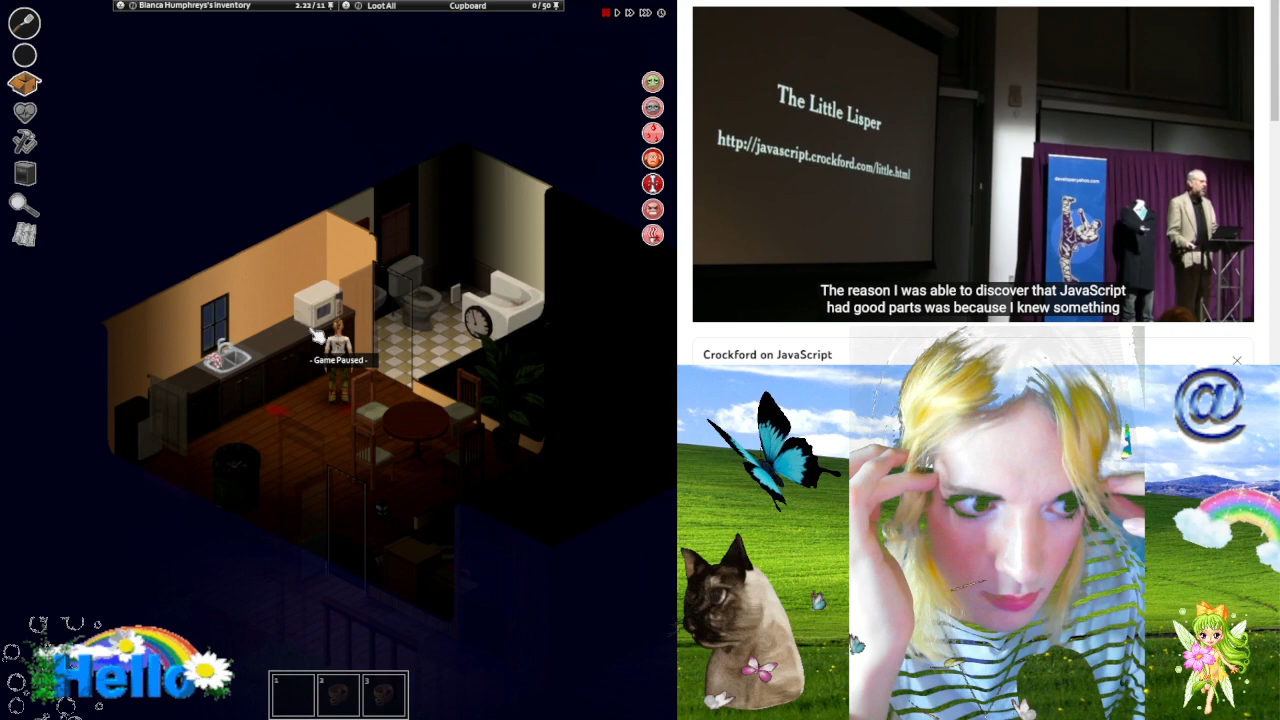 Bianca Humphreys's Inventory 2.22 / 11 Loot All Cupboard 0 / 50
- Game Paused -
1 2 3
Hello
The Little Lisper
http://javascript.crockford.com/little.html
The reason I was able to discover that JavaScript
had good parts was because I knew something
Crockford on JavaScript
@